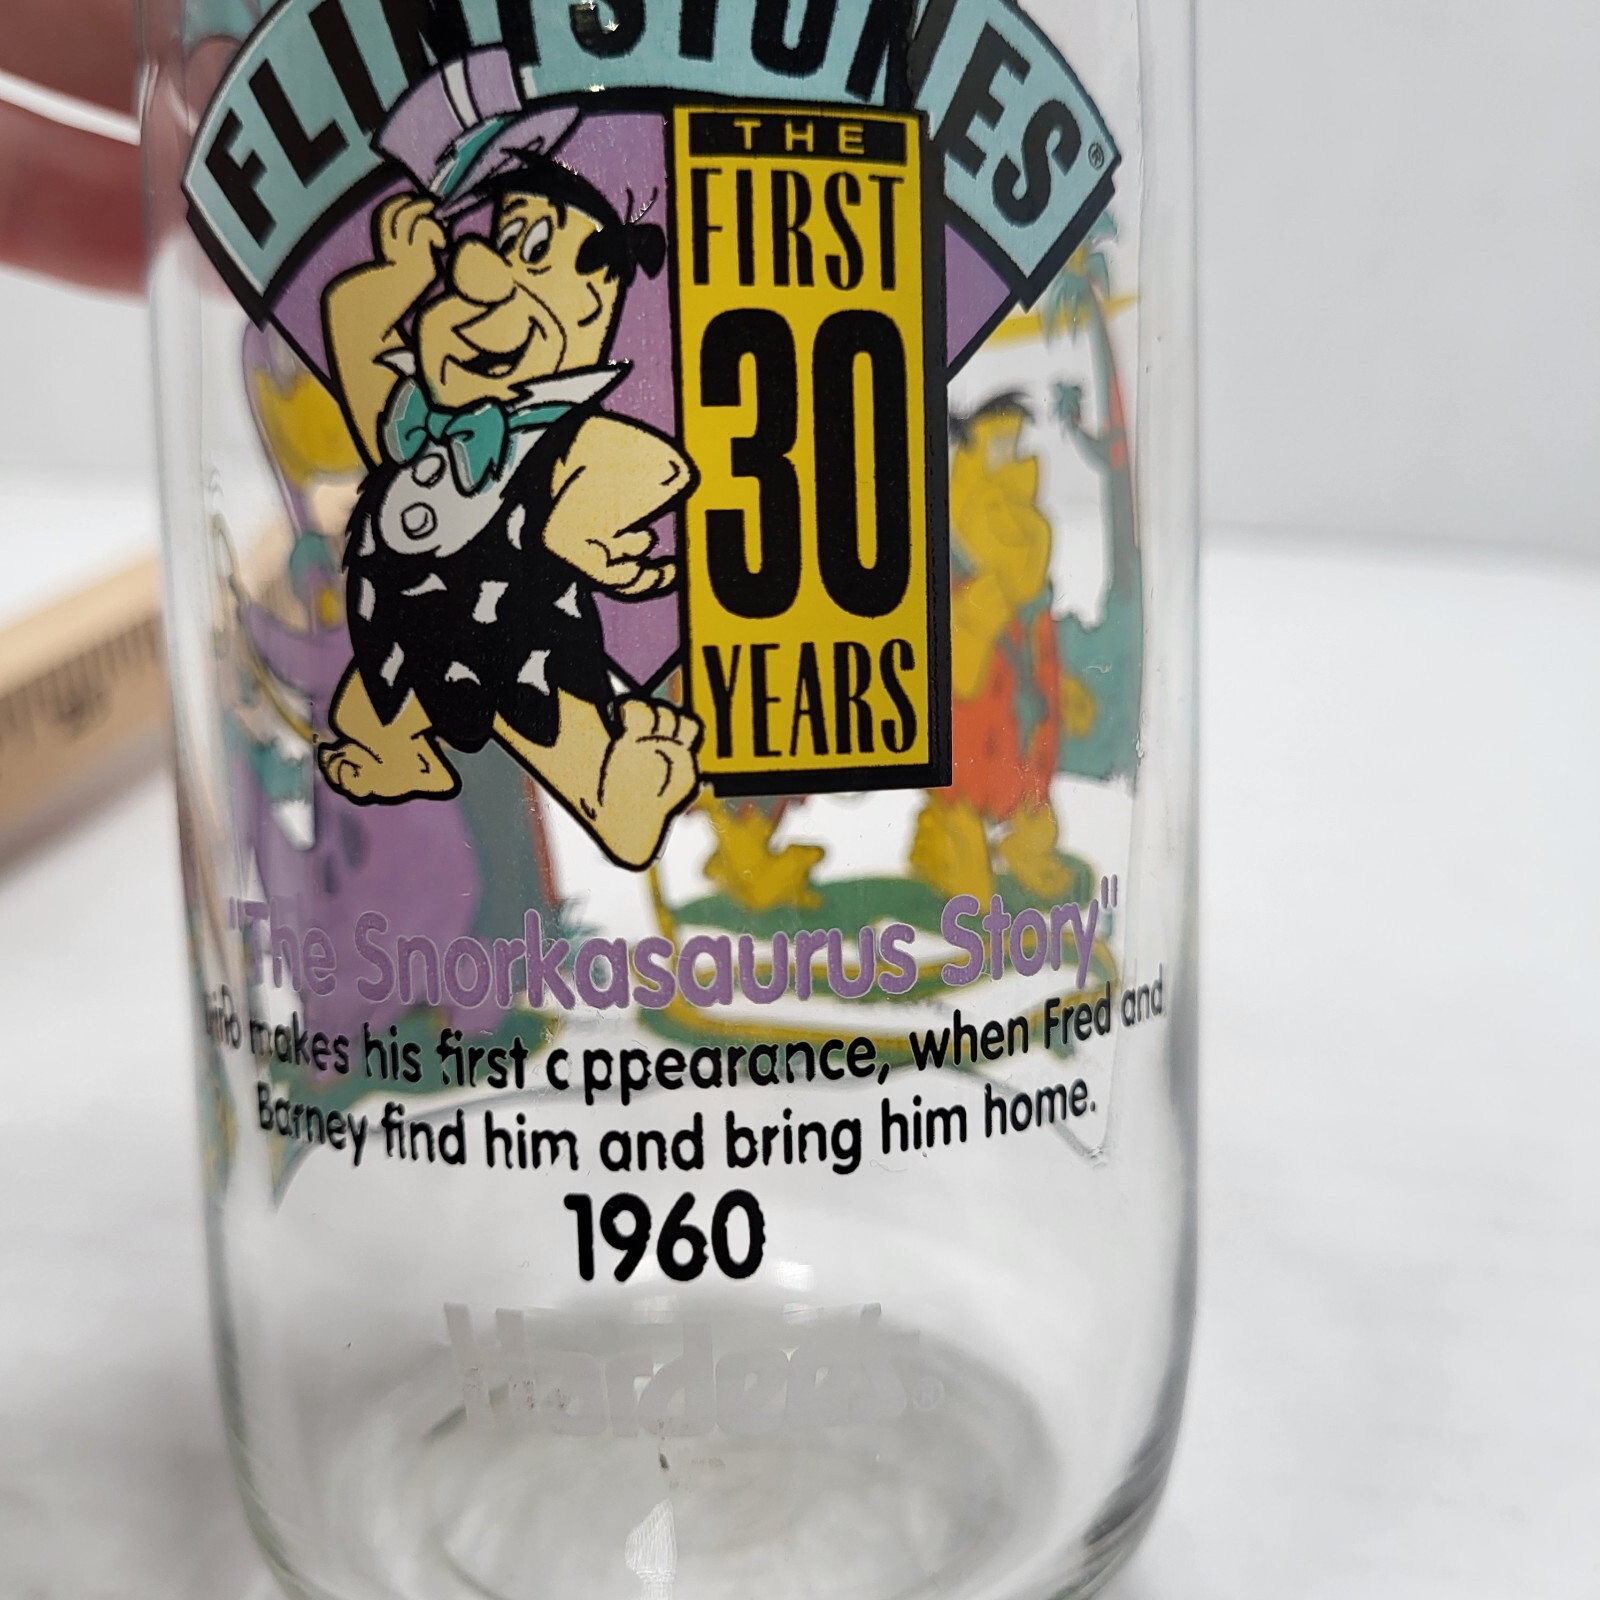 FLINTSTONES®
THE
FIRST
30
YEARS
"The Snorkasaurus Story"
makes his first appearance, when Fred and
Barney find him and bring him home.
1960
Hardee's®